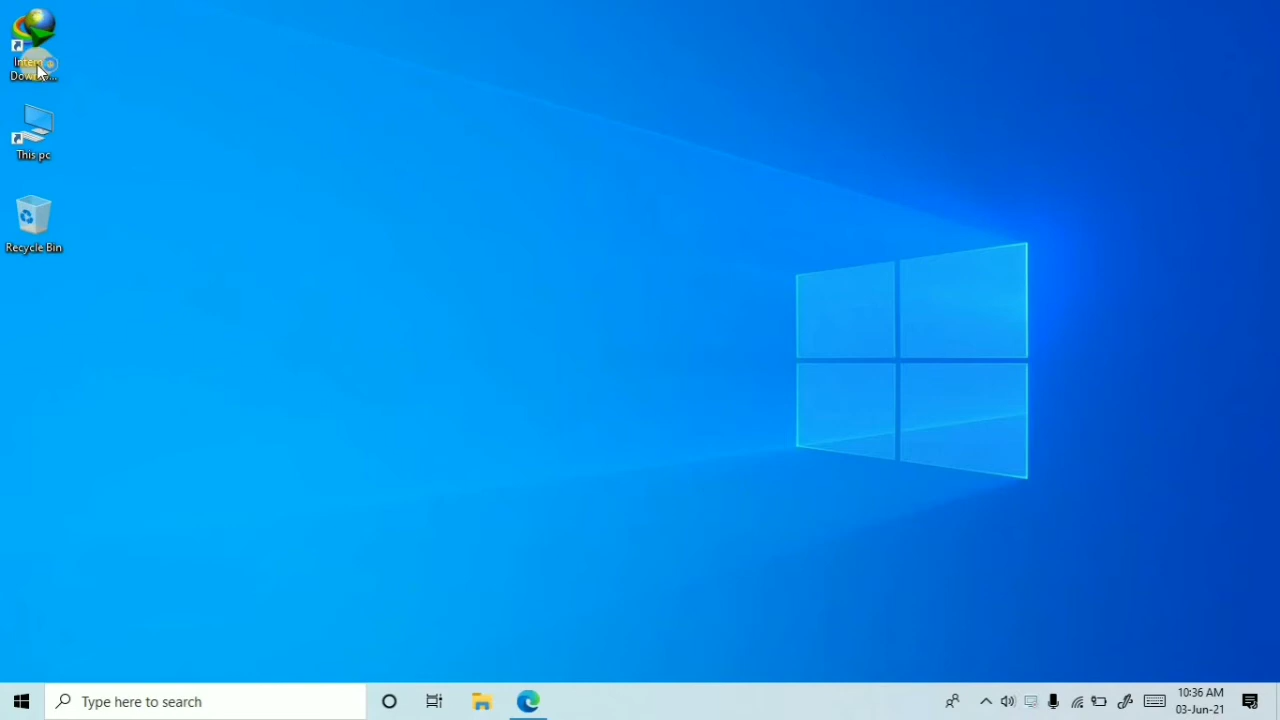 This pc
Recycle Bin
Type here to search
10:36 AM
03-Jun-21